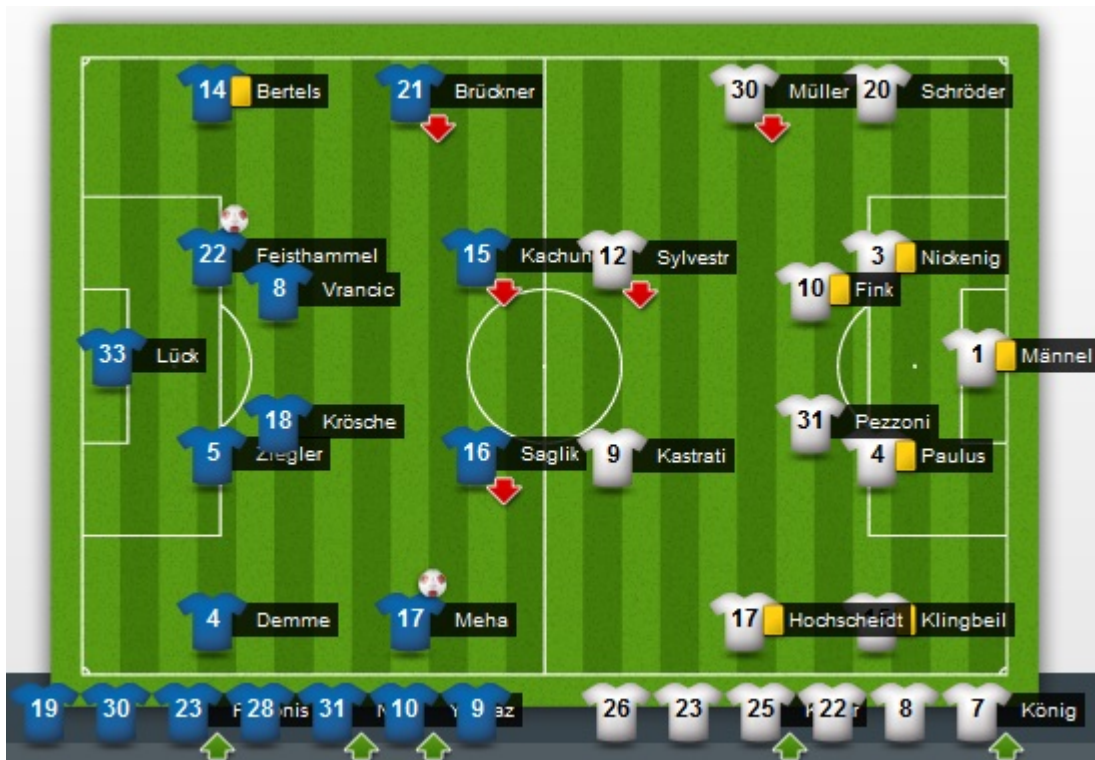 14 Bertels 21 Brückner 30 Müller 20 Schröder
22 Feisthammel 15 12 Sylvestr 3 Nickenig
8 Vrancic 10 Fink
33 Lück 1 Männel
18 Krösche 31 Pezzoni
5 Ziegler 16 Saglik 9 Kastrati 4 Paulus
4 Demme 17 Meha 17 Hochscheidt Klingbeil
19 30 23 28 31 10 9 26 23 25 22 8 7 König